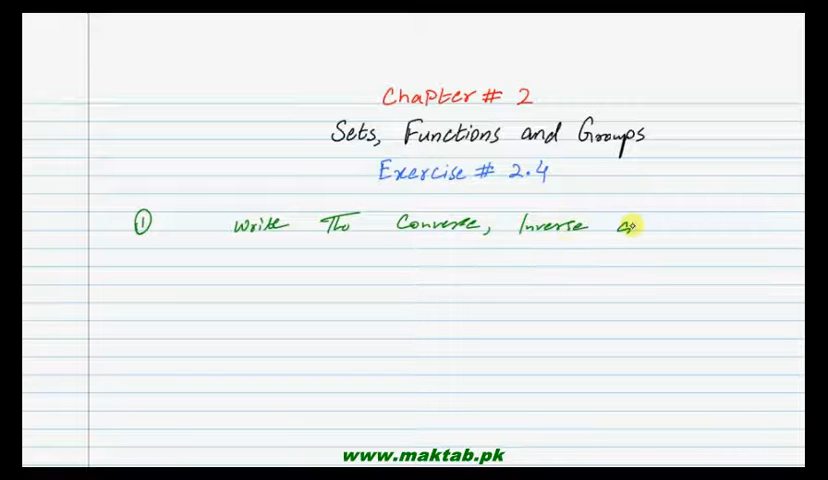 Chapter # 2
Sets, Functions and Groups
Exercise # 2.4
① Write The Converse, Inverse
www.maktab.pk